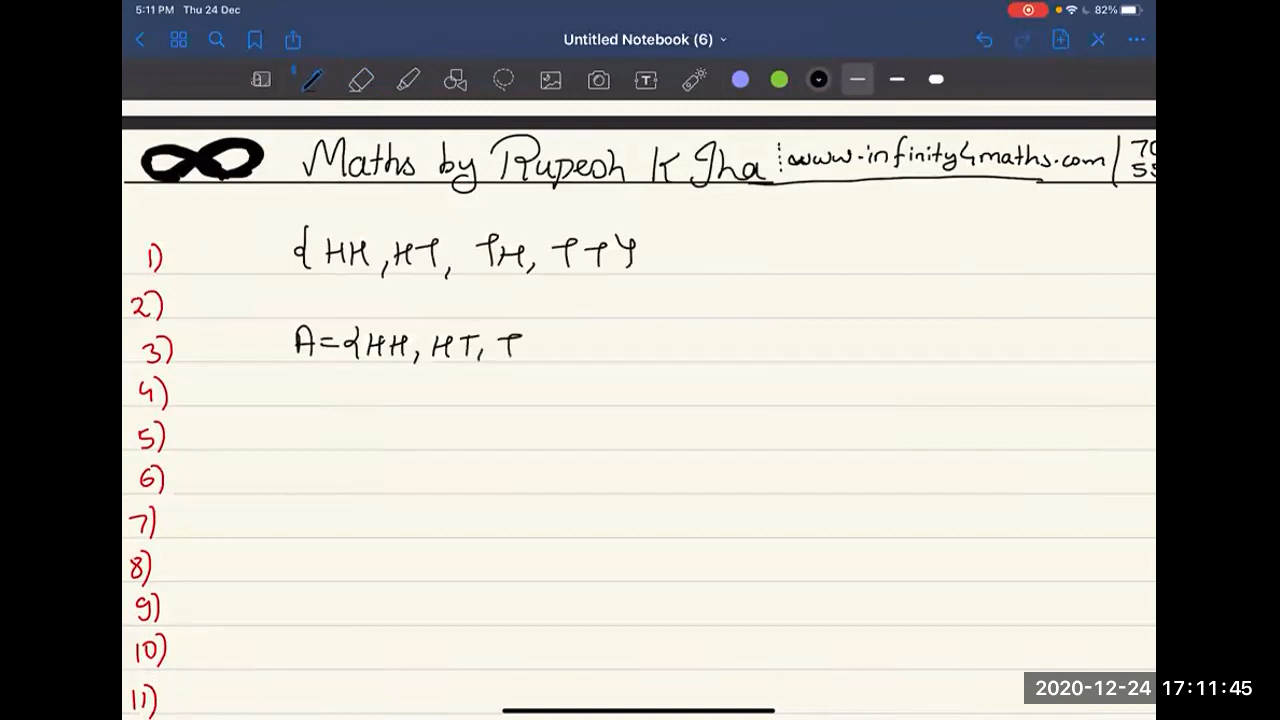 5:11 PM Thu 24 Dec
82%
Untitled Notebook (6)
Maths by Rupesh K Jha www.infinity4maths.com / 70
55
1) { HH, HT, TH, TT }
2)
3) A = { HH, HT, T
4)
5)
6)
7)
8)
9)
10)
11)
2020-12-24 17:11:45